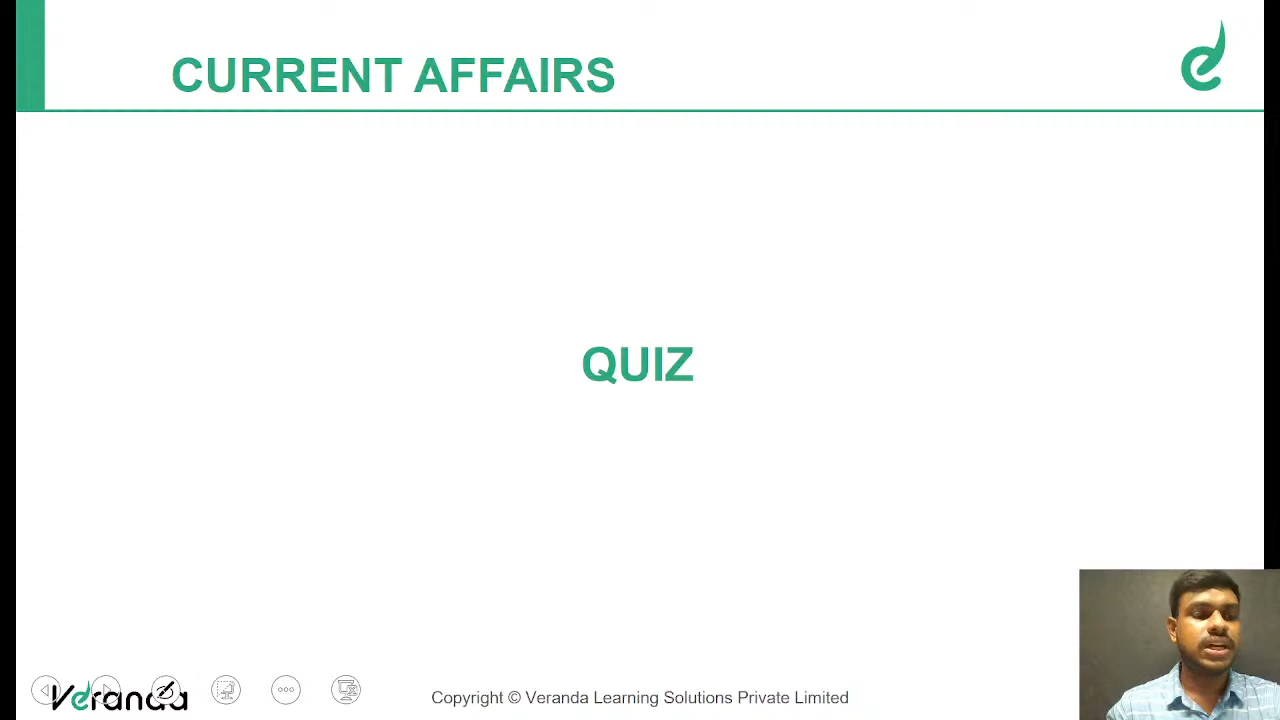 CURRENT AFFAIRS
QUIZ
Veranda
Copyright © Veranda Learning Solutions Private Limited